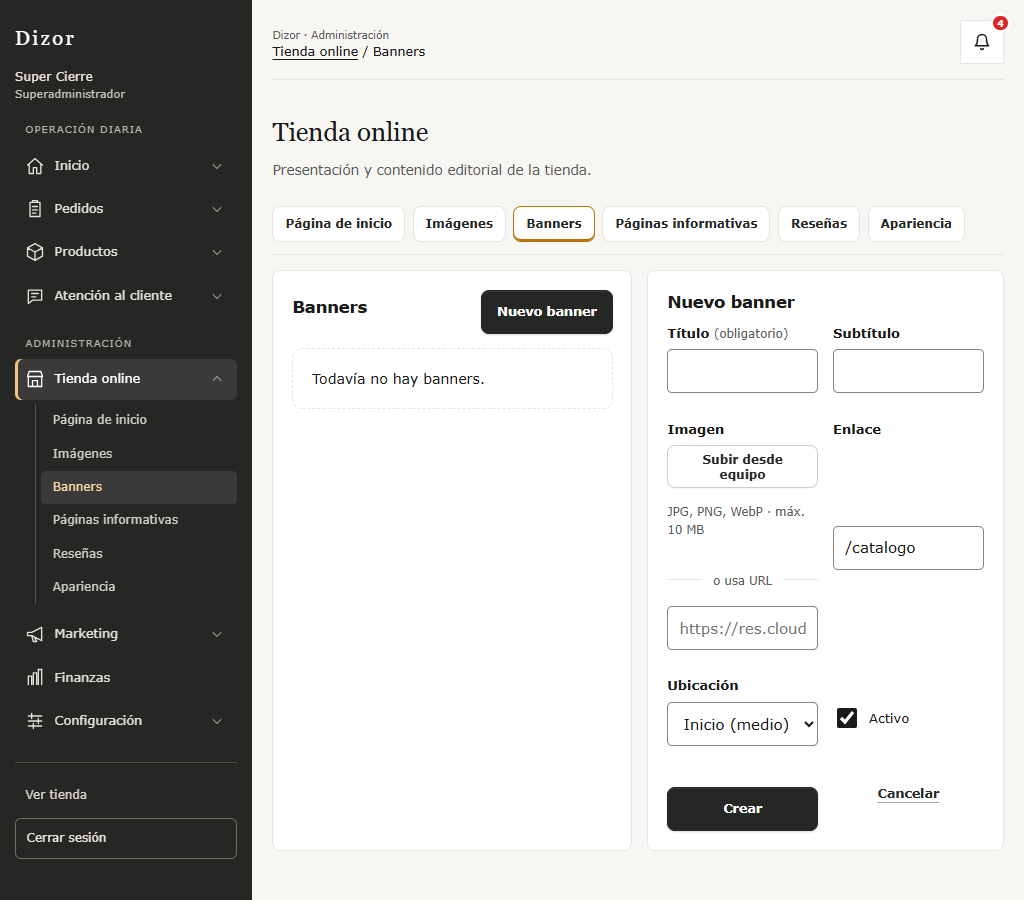 Dizor
Super Cierre
Superadministrador
OPERACIÓN DIARIA
Inicio
Pedidos
Productos
Atención al cliente
ADMINISTRACIÓN
Tienda online
Página de inicio
Imágenes
Banners
Páginas informativas
Reseñas
Apariencia
Marketing
Finanzas
Configuración
Ver tienda
Cerrar sesión
Dizor · Administración
Tienda online / Banners
4
Tienda online
Presentación y contenido editorial de la tienda.
Página de inicio
Imágenes
Banners
Páginas informativas
Reseñas
Apariencia
Banners
Nuevo banner
Todavía no hay banners.
Nuevo banner
Título (obligatorio)
Subtítulo
Imagen
Enlace
Subir desde
equipo
JPG, PNG, WebP · máx.
10 MB
/catalogo
o usa URL
https://res.cloud
Ubicación
Inicio (medio)
Activo
Crear
Cancelar